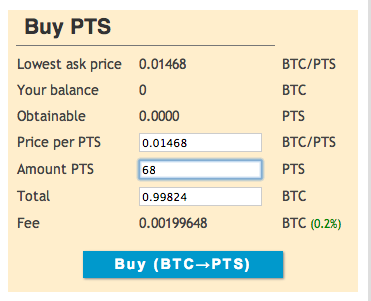 Buy PTS
Lowest ask price 0.01468 BTC/PTS
Your balance 0 BTC
Obtainable 0.0000 PTS
Price per PTS 0.01468 BTC/PTS
Amount PTS 68 PTS
Total 0.99824 BTC
Fee 0.00199648 BTC (0.2%)
Buy (BTC→PTS)